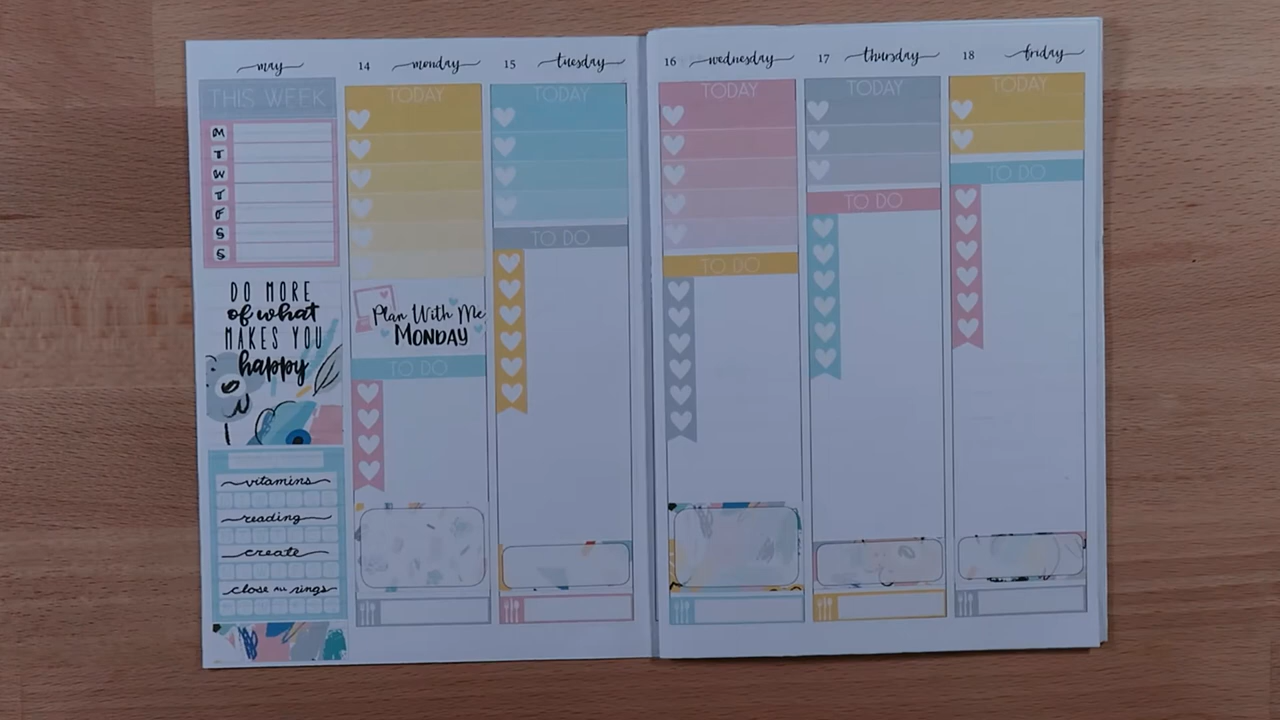 may
THIS WEEK
M
T
W
T
F
S
S
DO MORE
of what
MAKES YOU
happy
vitamins
reading
create
close ALL rings
14 monday
TODAY
Plan With Me
MONDAY
TO DO
15 tuesday
TODAY
TO DO
16 wednesday
TODAY
TO DO
17 thursday
TODAY
TO DO
18 friday
TODAY
TO DO